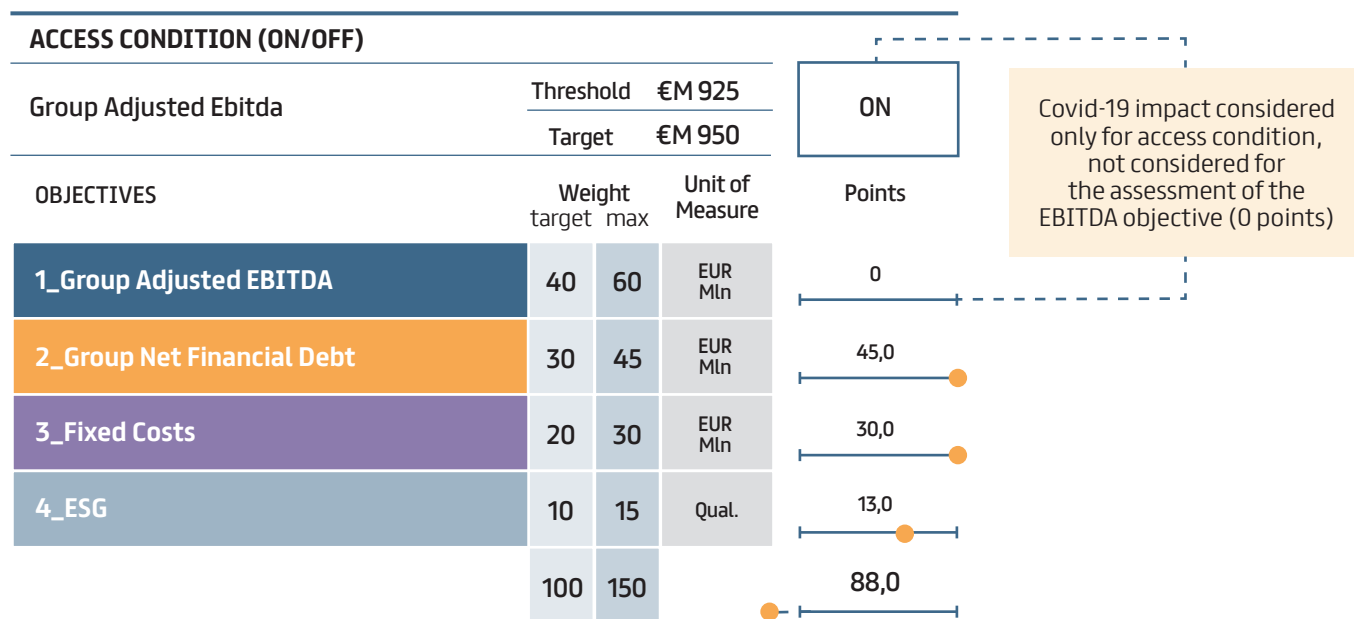 ACCESS CONDITION (ON/OFF)
Group Adjusted Ebitda
Threshold €M 925
Target €M 950
ON
Covid-19 impact considered
only for access condition,
not considered for
the assessment of the
EBITDA objective (0 points)
OBJECTIVES
Weight
target max
Unit of
Measure
Points
1_Group Adjusted EBITDA
40
60
EUR
Mln
0
2_Group Net Financial Debt
30
45
EUR
Mln
45,0
3_Fixed Costs
20
30
EUR
Mln
30,0
4_ESG
10
15
Qual.
13,0
100
150
88,0